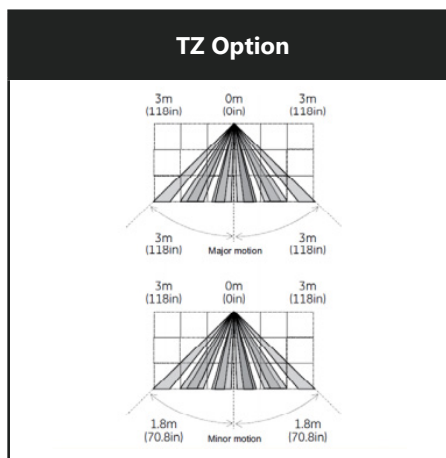 TZ Option
3m 0m 3m
(118in) (0in) (118in)
3m 3m
(118in) Major motion (118in)
3m 0m 3m
(118in) (0in) (118in)
1.8m 1.8m
(70.8in) Minor motion (70.8in)